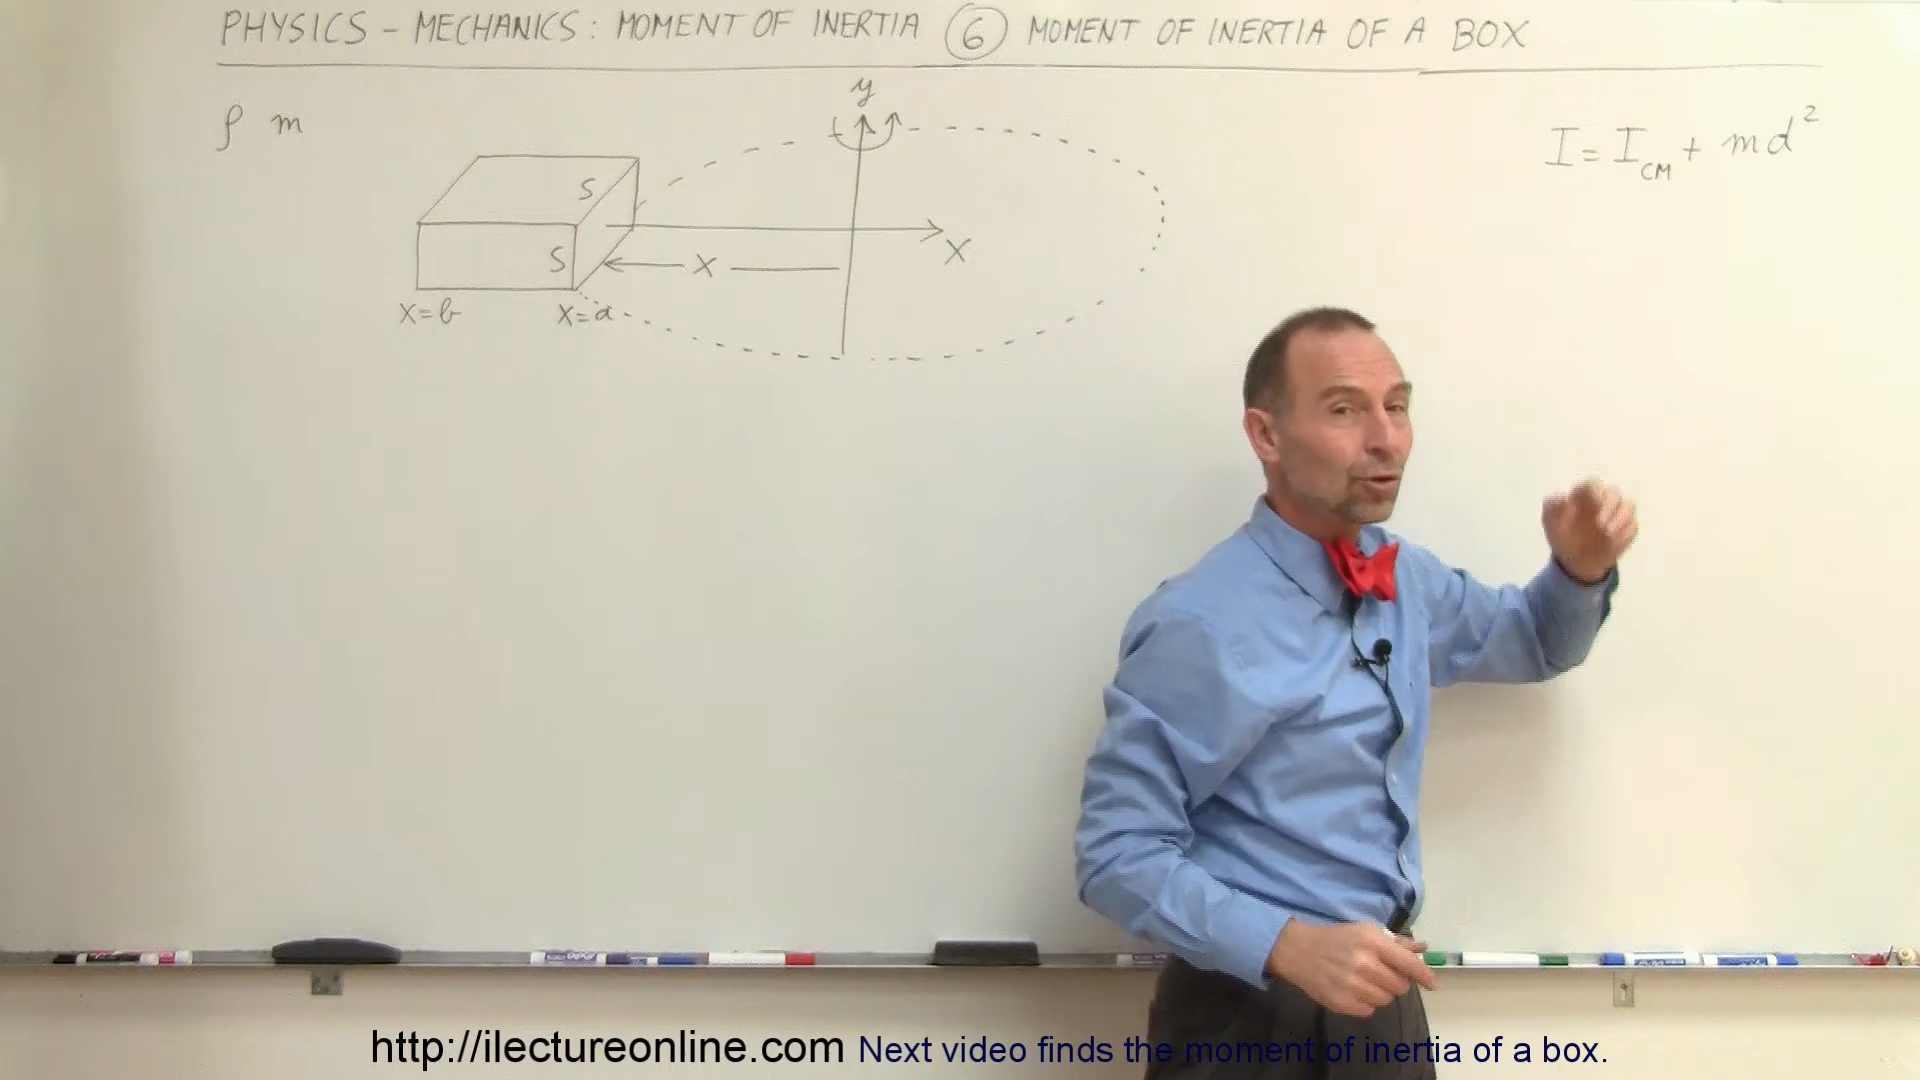 PHYSICS - MECHANICS: MOMENT OF INERTIA ⑥ MOMENT OF INERTIA OF A BOX
ρ m
y
I = I_CM + md²
S
S
X
X
X=b
X=a
http://ilectureonline.com Next video finds the moment of inertia of a box.